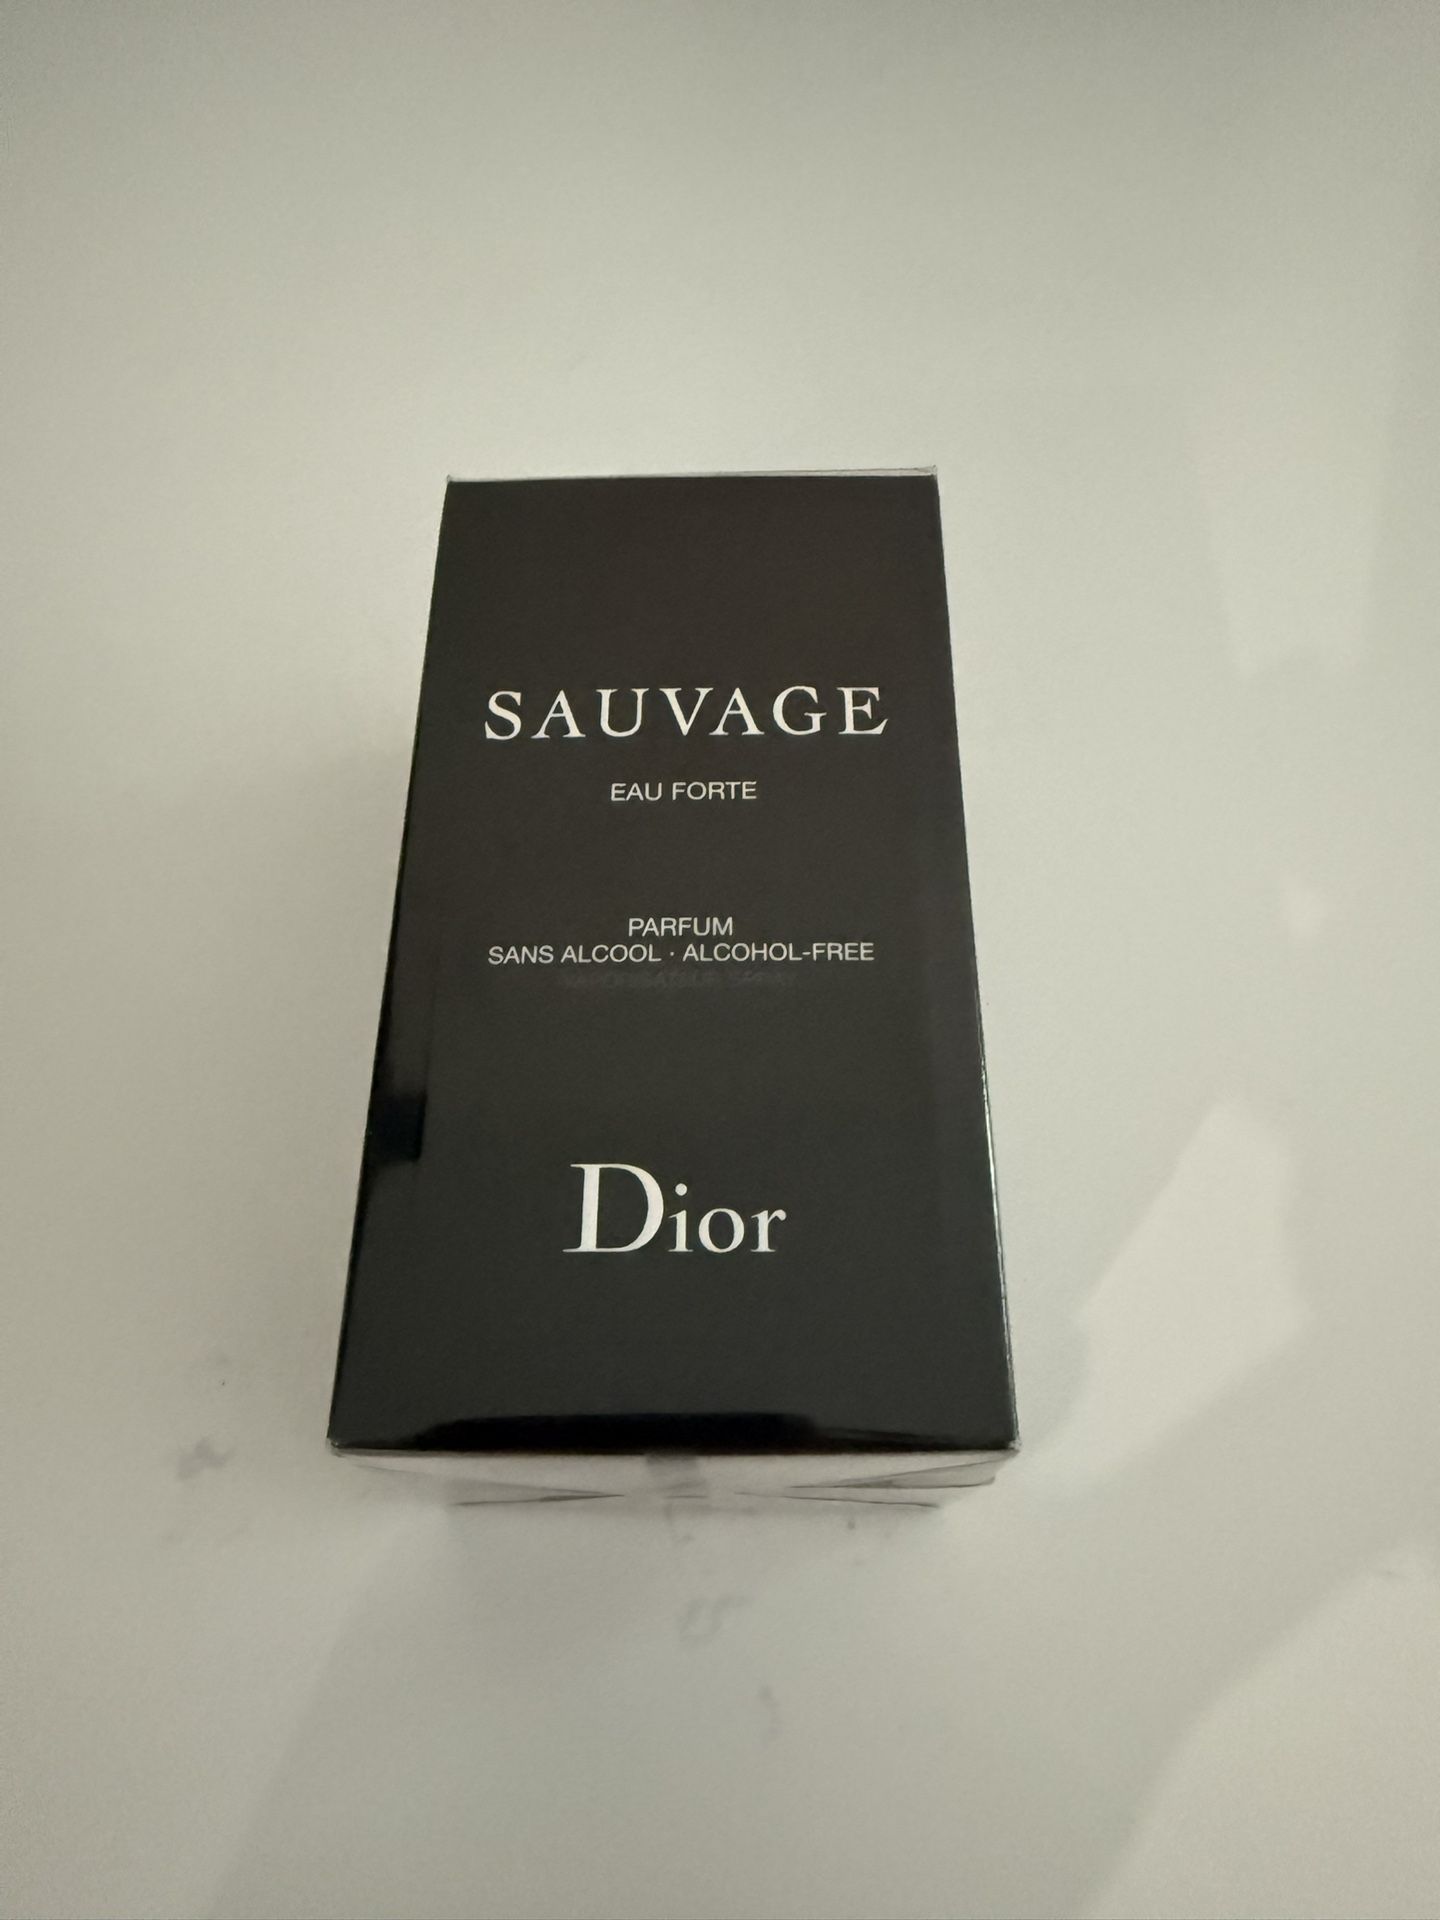 SAUVAGE
EAU FORTE
PARFUM
SANS ALCOOL · ALCOHOL-FREE
Dior